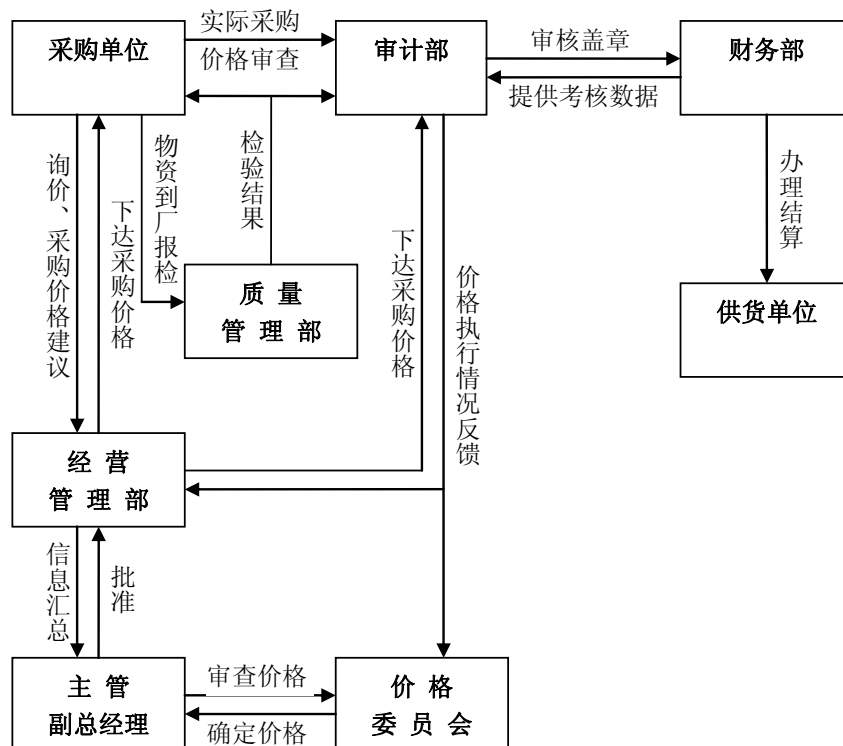 实际采购
采购单位
价格审查
审计部
审核盖章
提供考核数据
财务部
询价、采购价格建议
下达采购价格
物资到厂报检
检验结果
下达采购价格
价格执行情况反馈
办理结算
质 量
管 理 部
供货单位
经 营
管 理 部
信息汇总
批准
主 管
副总经理
审查价格
确定价格
价 格
委 员 会